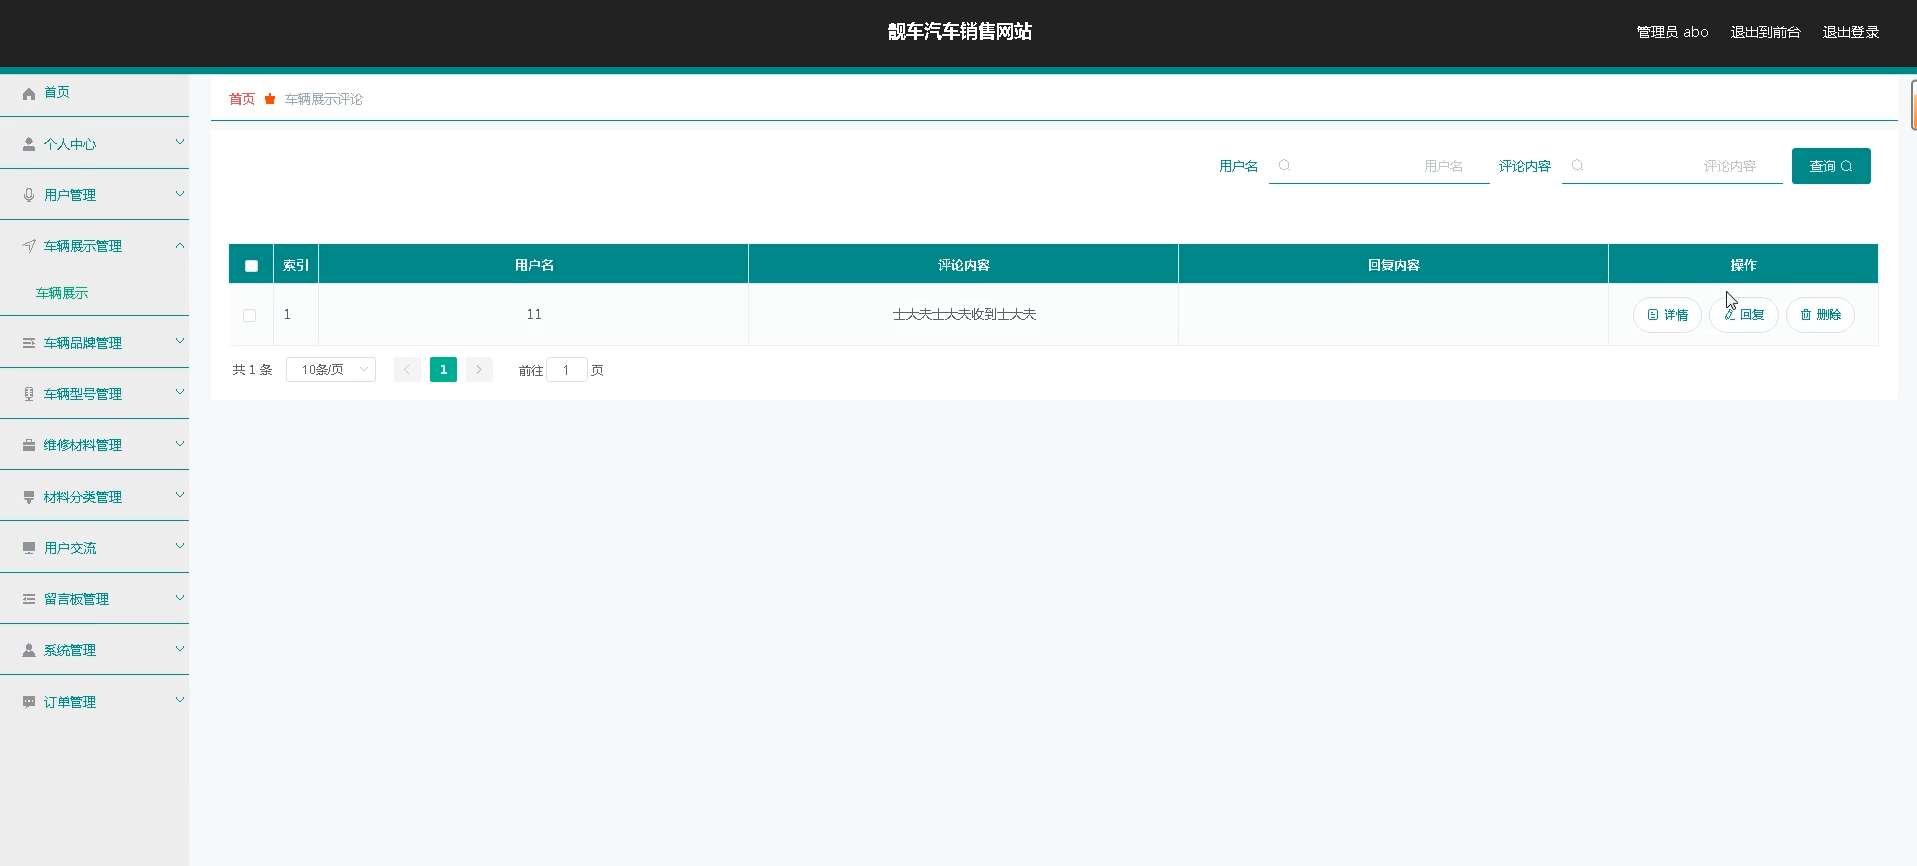 靓车汽车销售网站
管理员 abo 退出到前台 退出登录
首页
个人中心
用户管理
车辆展示管理
车辆展示
车辆品牌管理
车辆型号管理
维修材料管理
材料分类管理
用户交流
留言板管理
系统管理
订单管理
首页 车辆展示评论
用户名 用户名 评论内容 评论内容 查询
索引 用户名 评论内容 回复内容 操作
1 11 士大夫士大夫收到士大夫 详情 回复 删除
共 1 条 10条/页 1 前往 1 页